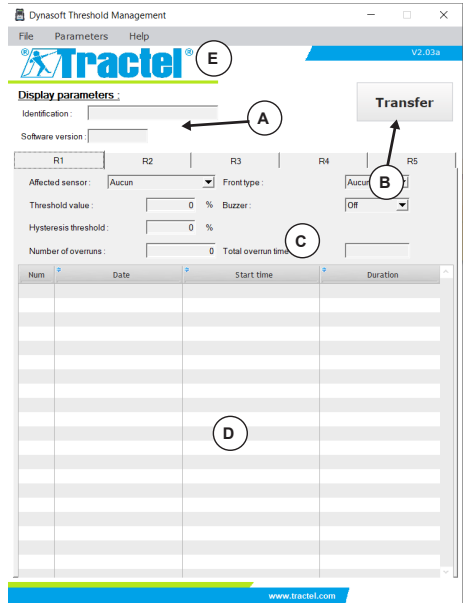 Dynasoft Threshold Management
File Parameters Help
® Tractel ® E
V2.03a
Display parameters :
Identification :
A
Transfer
Software version :
R1 R2 R3 R4 R5
Affected sensor : Aucun Front type : Aucun B
Threshold value : 0 % Buzzer : Off
Hysteresis threshold : 0 %
C
Number of overruns : 0 Total overrun time
Num Date Start time Duration
D
www.tractel.com